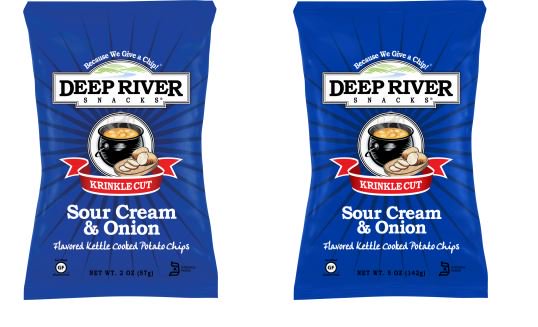 Because We Give a Chip!®
DEEP RIVER
SNACKS®
KRINKLE CUT
Sour Cream
& Onion
Flavored Kettle Cooked Potato Chips
GF
NET WT. 2 OZ (57g)
Because We Give a Chip!®
DEEP RIVER
SNACKS®
KRINKLE CUT
Sour Cream
& Onion
Flavored Kettle Cooked Potato Chips
GF
NET WT. 5 OZ (142g)